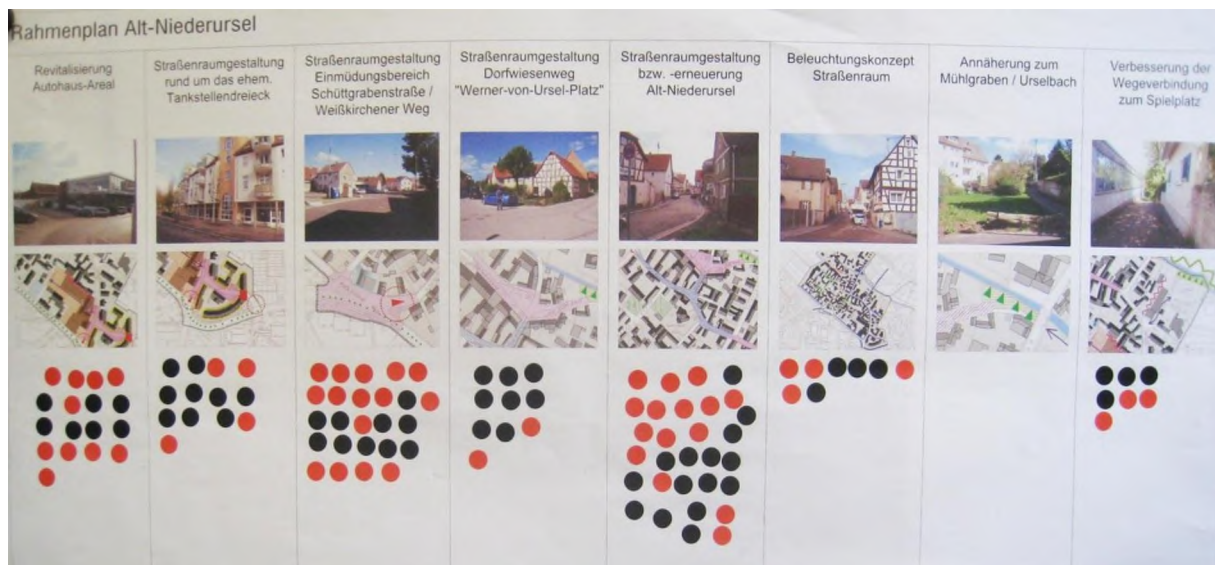 Rahmenplan Alt-Niederursel
Revitalisierung
Autohaus-Areal
Straßenraumgestaltung
rund um das ehem.
Tankstellendreieck
Straßenraumgestaltung
Einmüdungsbereich
Schüttgrabenstraße /
Weißkirchener Weg
Straßenraumgestaltung
Dorfwiesenweg
"Werner-von-Ursel-Platz"
Straßenraumgestaltung
bzw. -erneuerung
Alt-Niederursel
Beleuchtungskonzept
Straßenraum
Annäherung zum
Mühlgraben / Urselbach
Verbesserung der
Wegeverbindung
zum Spielplatz